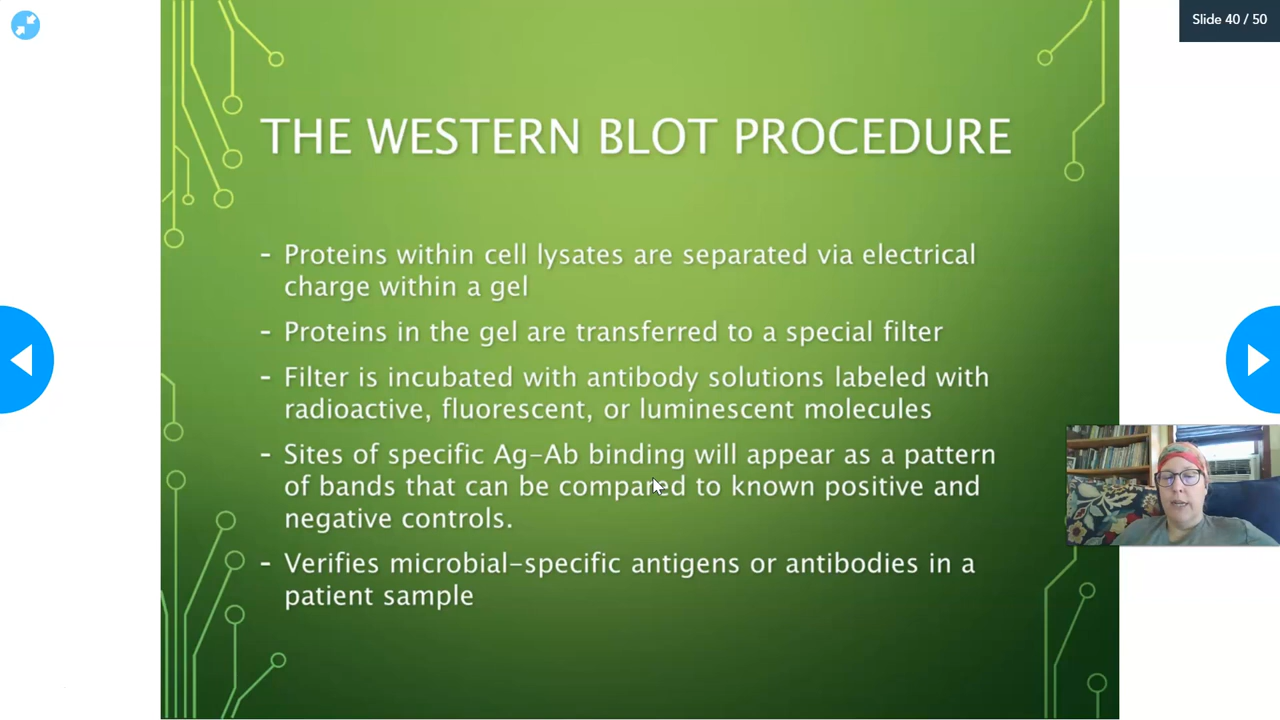 Slide 40 / 50
THE WESTERN BLOT PROCEDURE
- Proteins within cell lysates are separated via electrical
charge within a gel
- Proteins in the gel are transferred to a special filter
- Filter is incubated with antibody solutions labeled with
radioactive, fluorescent, or luminescent molecules
- Sites of specific Ag-Ab binding will appear as a pattern
of bands that can be compared to known positive and
negative controls.
- Verifies microbial-specific antigens or antibodies in a
patient sample